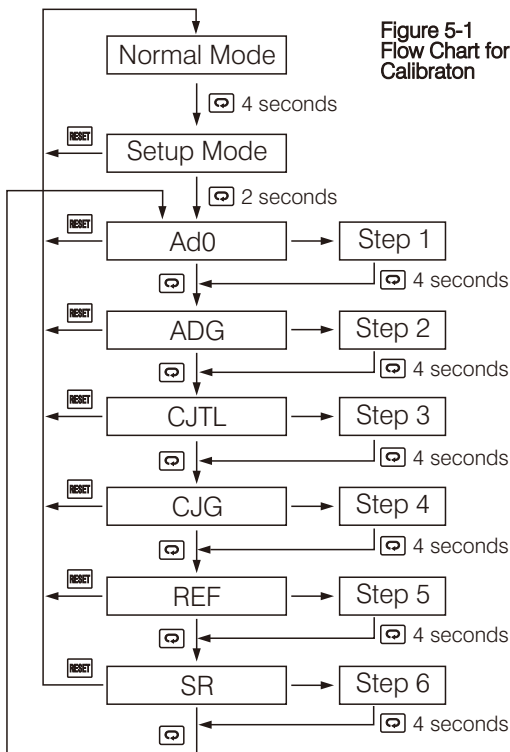 Figure 5-1
Flow Chart for
Calibraton
Normal Mode
4 seconds
RESET
Setup Mode
2 seconds
RESET
Ad0
Step 1
4 seconds
RESET
ADG
Step 2
4 seconds
RESET
CJTL
Step 3
4 seconds
RESET
CJG
Step 4
4 seconds
RESET
REF
Step 5
4 seconds
RESET
SR
Step 6
4 seconds